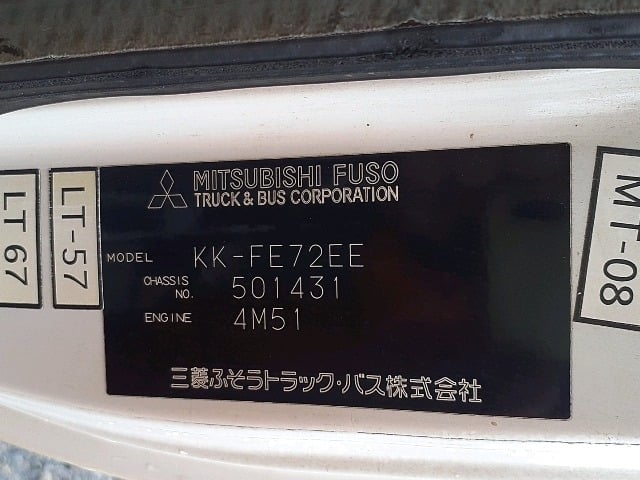 MITSUBISHI FUSO
TRUCK & BUS CORPORATION
MODEL KK-FE72EE
CHASSIS NO. 501431
ENGINE 4M51
三菱ふそうトラック・バス株式会社
LT 67
LT-57
MT-08